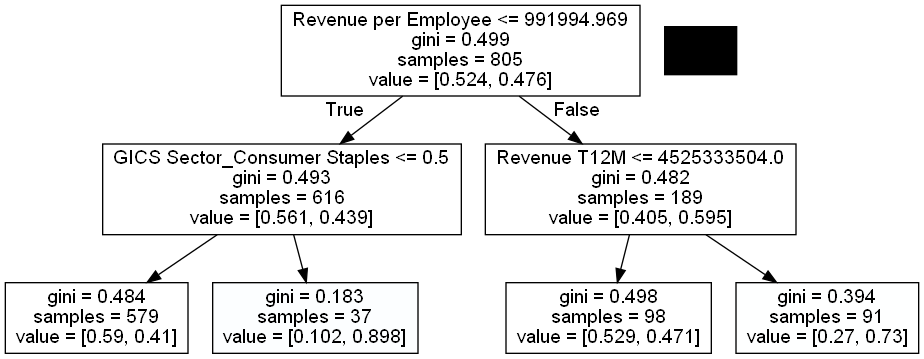 Revenue per Employee <= 991994.969
gini = 0.499
samples = 805
value = [0.524, 0.476]
True
False
GICS Sector_Consumer Staples <= 0.5
gini = 0.493
samples = 616
value = [0.561, 0.439]
Revenue T12M <= 4525333504.0
gini = 0.482
samples = 189
value = [0.405, 0.595]
gini = 0.484
samples = 579
value = [0.59, 0.41]
gini = 0.183
samples = 37
value = [0.102, 0.898]
gini = 0.498
samples = 98
value = [0.529, 0.471]
gini = 0.394
samples = 91
value = [0.27, 0.73]